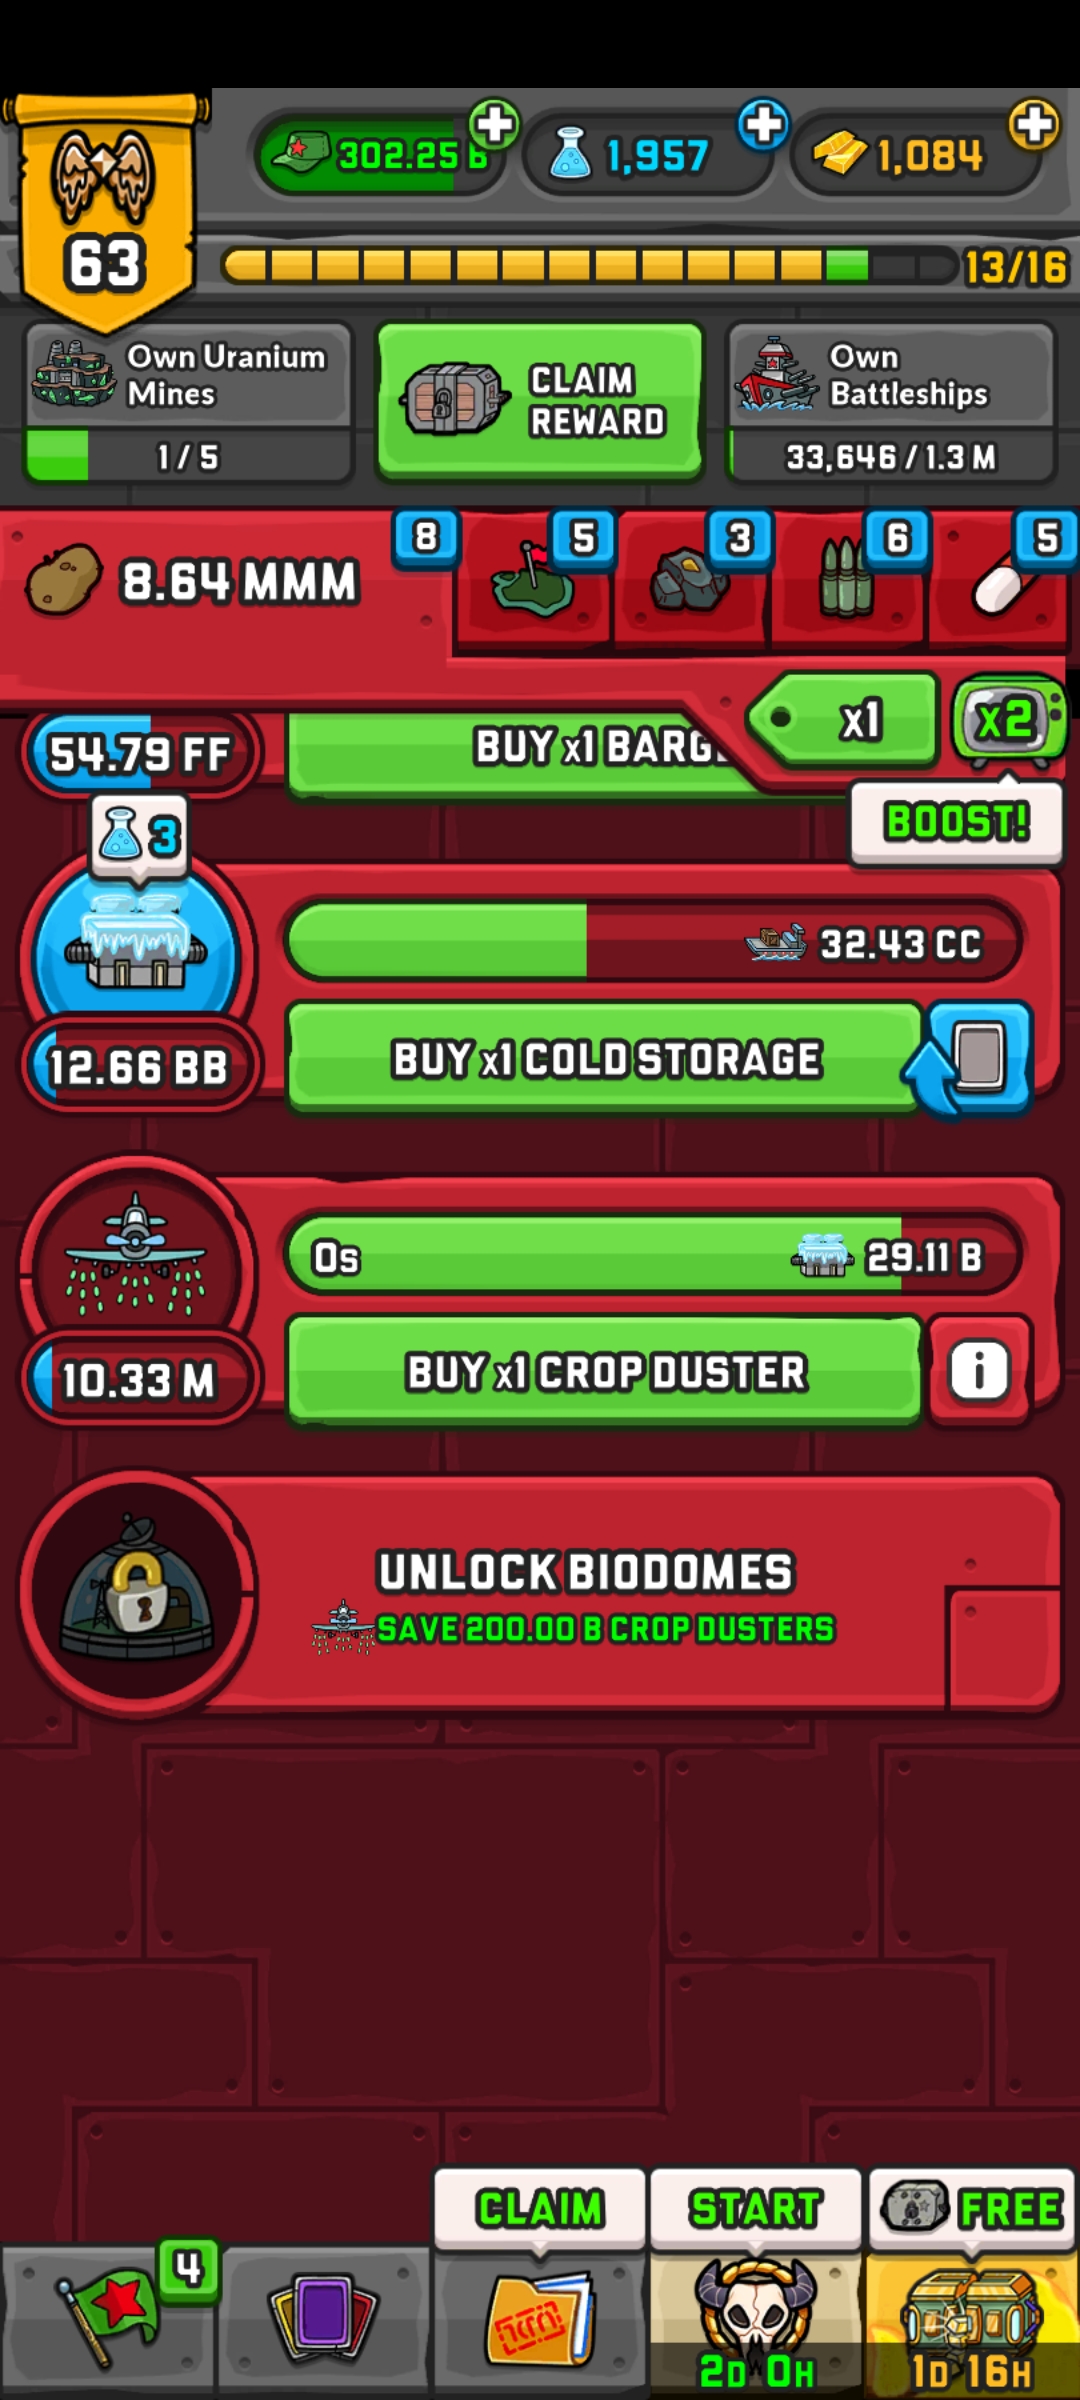 302.25 B
1,957
1,084
63
13/16
Own Uranium
Mines
1 / 5
CLAIM
REWARD
Own
Battleships
33,646 / 1.3 M
8.64 MMM
8
5
3
6
5
x1
x2
54.79 FF
BUY x1 BARG
BOOST!
3
32.43 CC
12.66 BB
BUY x1 COLD STORAGE
0s
29.11 B
10.33 M
BUY x1 CROP DUSTER
i
UNLOCK BIODOMES
SAVE 200.00 B CROP DUSTERS
CLAIM
START
FREE
4
2D 0H
1D 16H